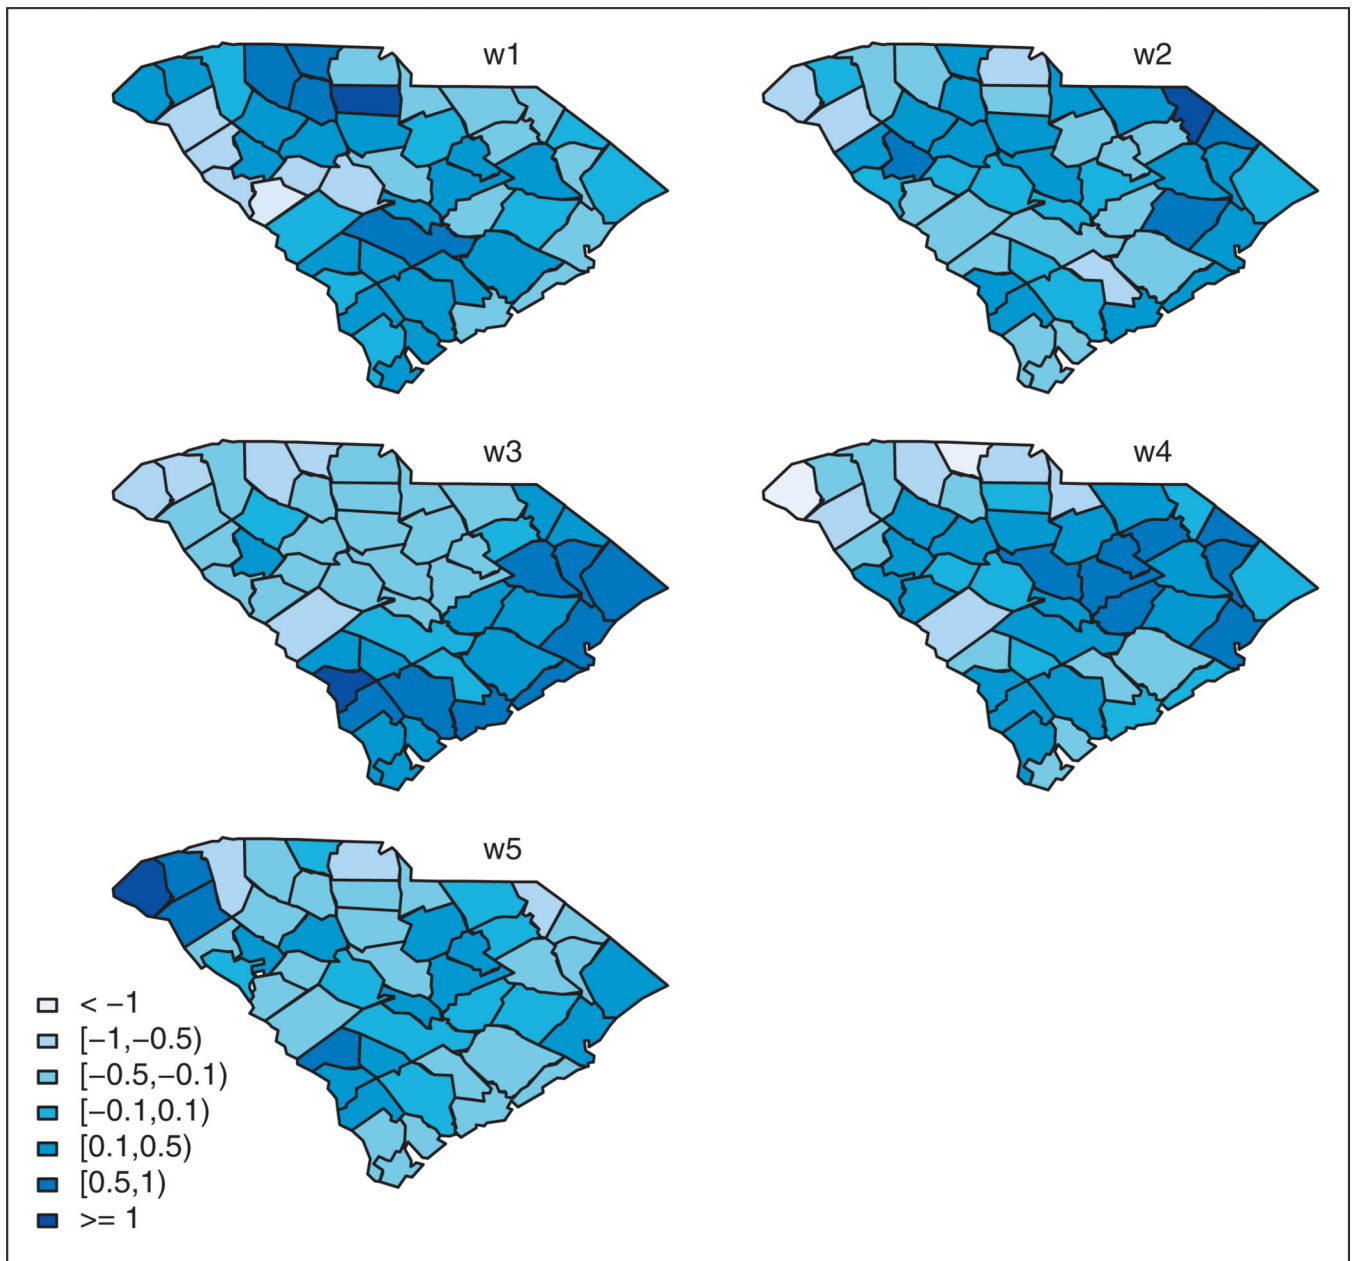 w1
w2
w3
w4
w5
< −1
[−1,−0.5)
[−0.5,−0.1)
[−0.1,0.1)
[0.1,0.5)
[0.5,1)
>= 1